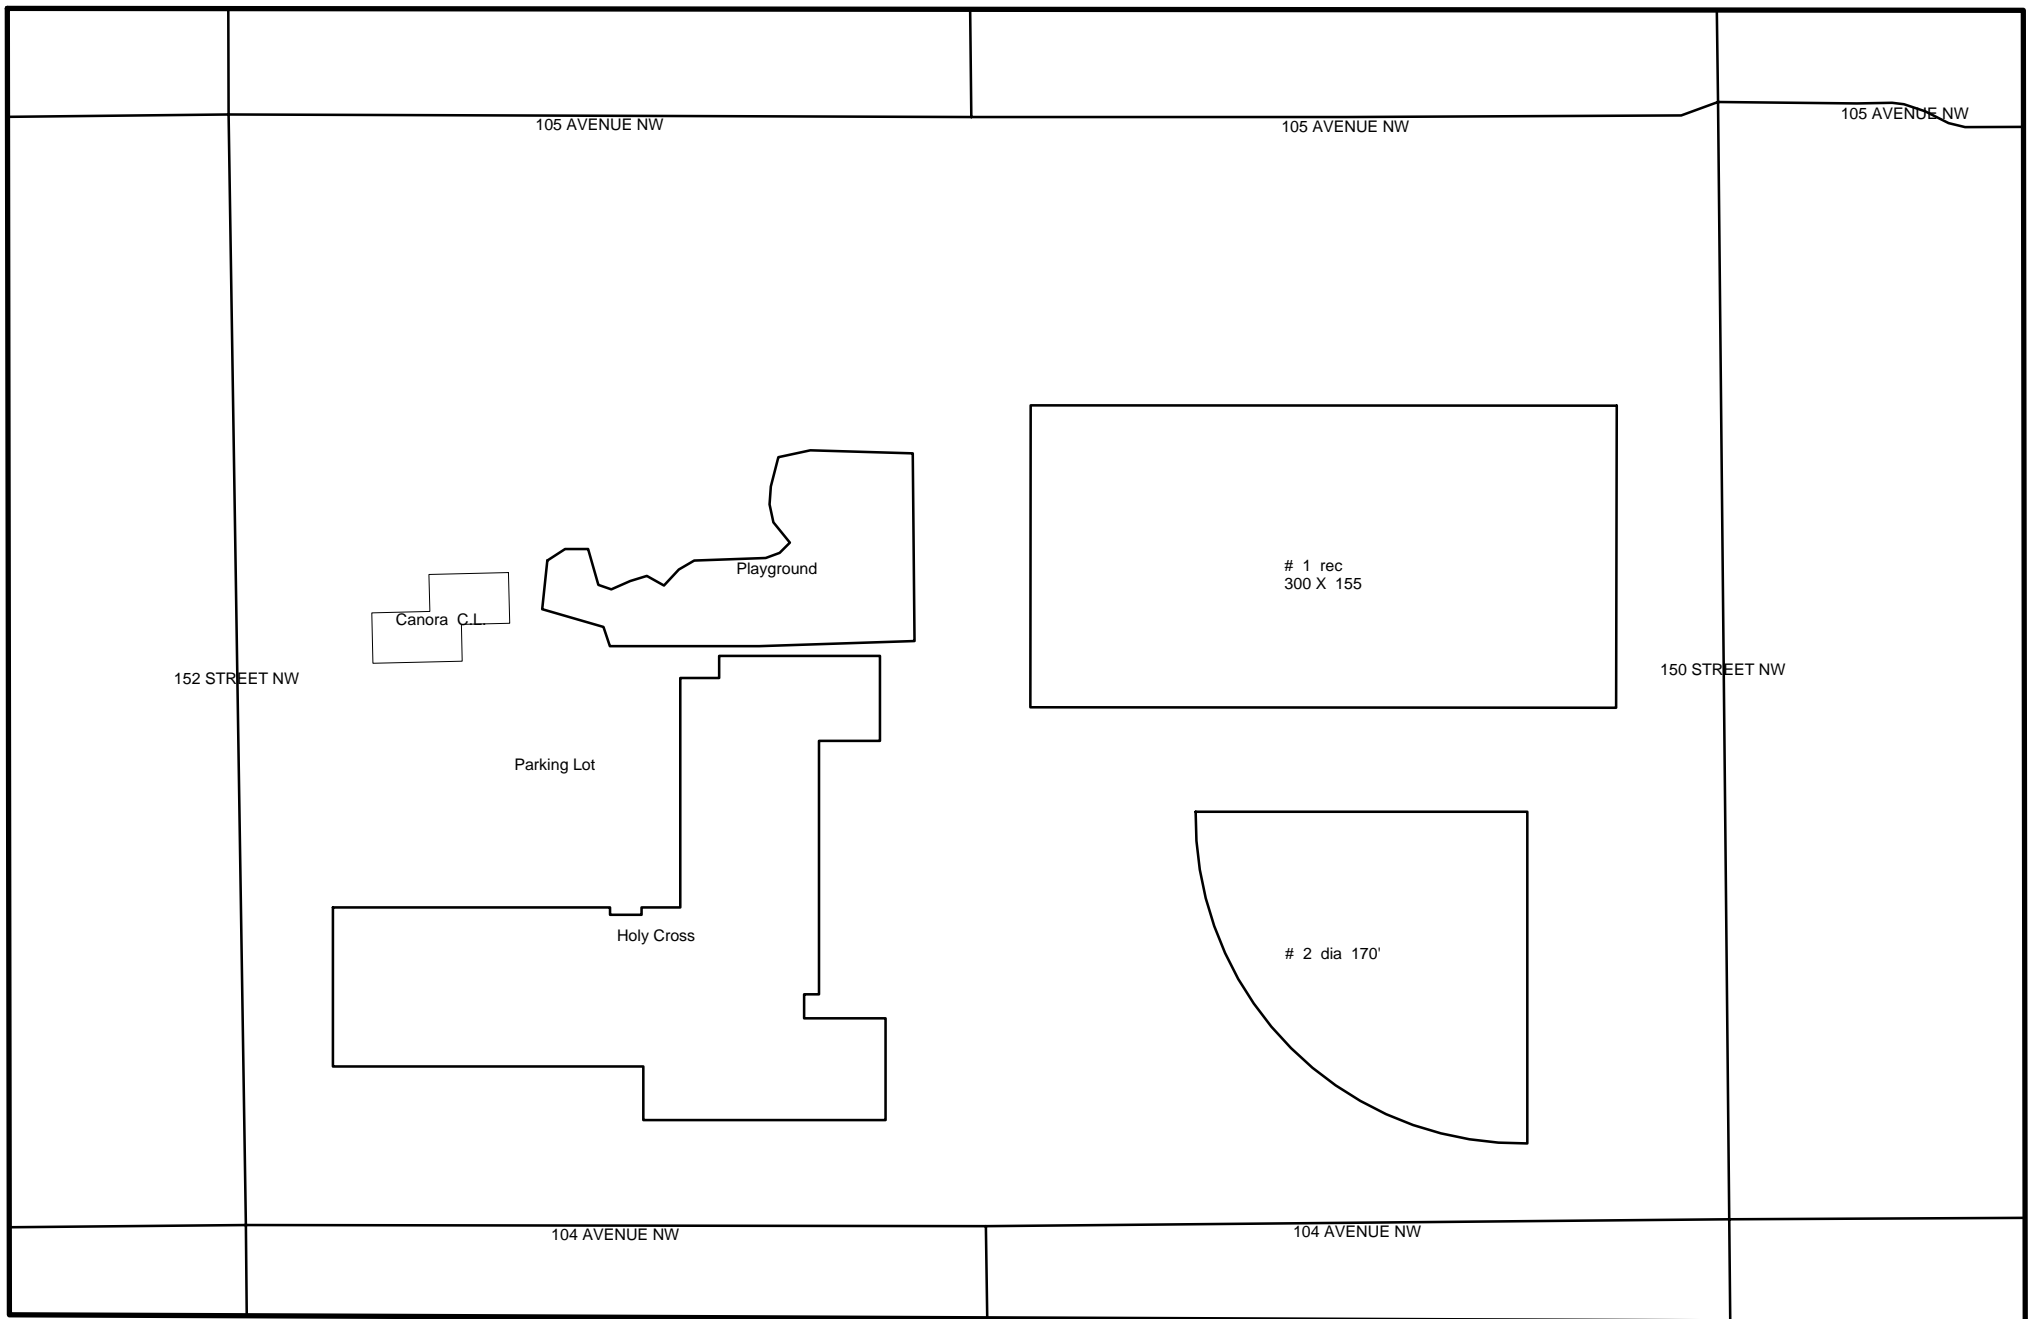 105 AVENUE NW
105 AVENUE NW
105 AVENUE NW
Playground
# 1 rec
300 X 155
Canora C.L.
152 STREET NW
150 STREET NW
Parking Lot
Holy Cross
# 2 dia 170'
104 AVENUE NW
104 AVENUE NW